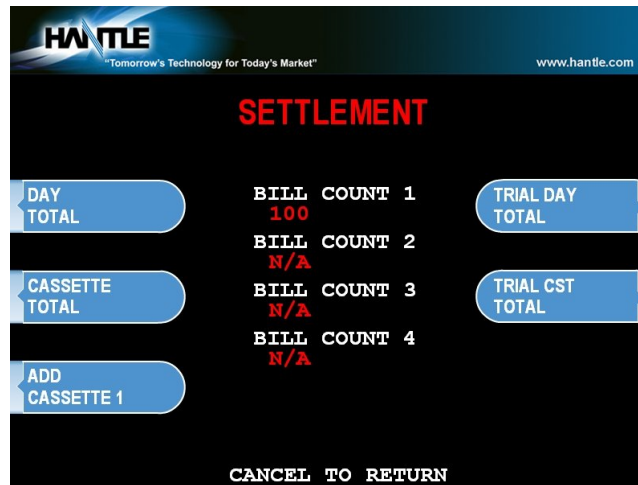 HANTLE
"Tomorrow's Technology for Today's Market"
www.hantle.com
SETTLEMENT
DAY
TOTAL
CASSETTE
TOTAL
ADD
CASSETTE 1
BILL COUNT 1
100
BILL COUNT 2
N/A
BILL COUNT 3
N/A
BILL COUNT 4
N/A
TRIAL DAY
TOTAL
TRIAL CST
TOTAL
CANCEL TO RETURN